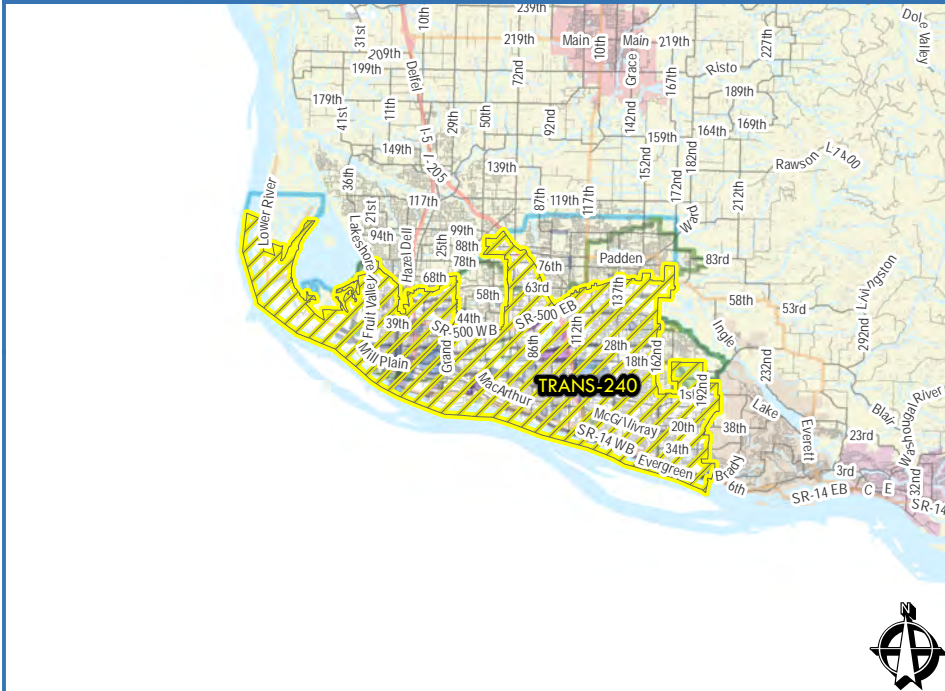 239th
10th
31st
219th
Main
10th
Main
219th
227th
Dole Valley
209th
199th
Delfel
72nd
Grace
167th
Risto
189th
179th
41st
11th
29th
50th
92nd
142nd
159th
164th
169th
149th
I-5
I-205
139th
152nd
182nd
Rawson
L-1400
36th
117th
87th
119th
117th
172nd
212th
Lower River
21st
Lakeshore
94th
Hazel Dell
25th
99th
88th
78th
Ward
76th
Padden
83rd
68th
58th
63rd
137th
58th
53rd
Livingston
292nd
Fruit Valley
39th
44th
SR-500 WB
SR-500 EB
112th
86th
28th
18th
162nd
Ingle
232nd
Mill Plain
Grand
MacArthur
TRANS-240
1st
192nd
Lake
Blair
Washougal River
McGillivray
20th
38th
Everett
23rd
SR-14 WB
34th
Evergreen
Brady
6th
3rd
SR-14 EB
C
E
32nd
SR-14
N